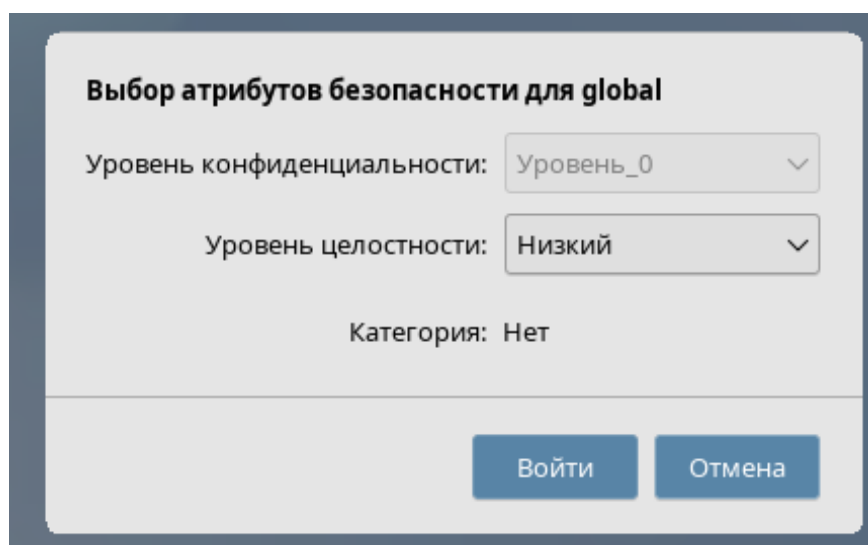 Выбор атрибутов безопасности для global
Уровень конфиденциальности: Уровень_0
Уровень целостности: Низкий
Категория: Нет
Войти Отмена